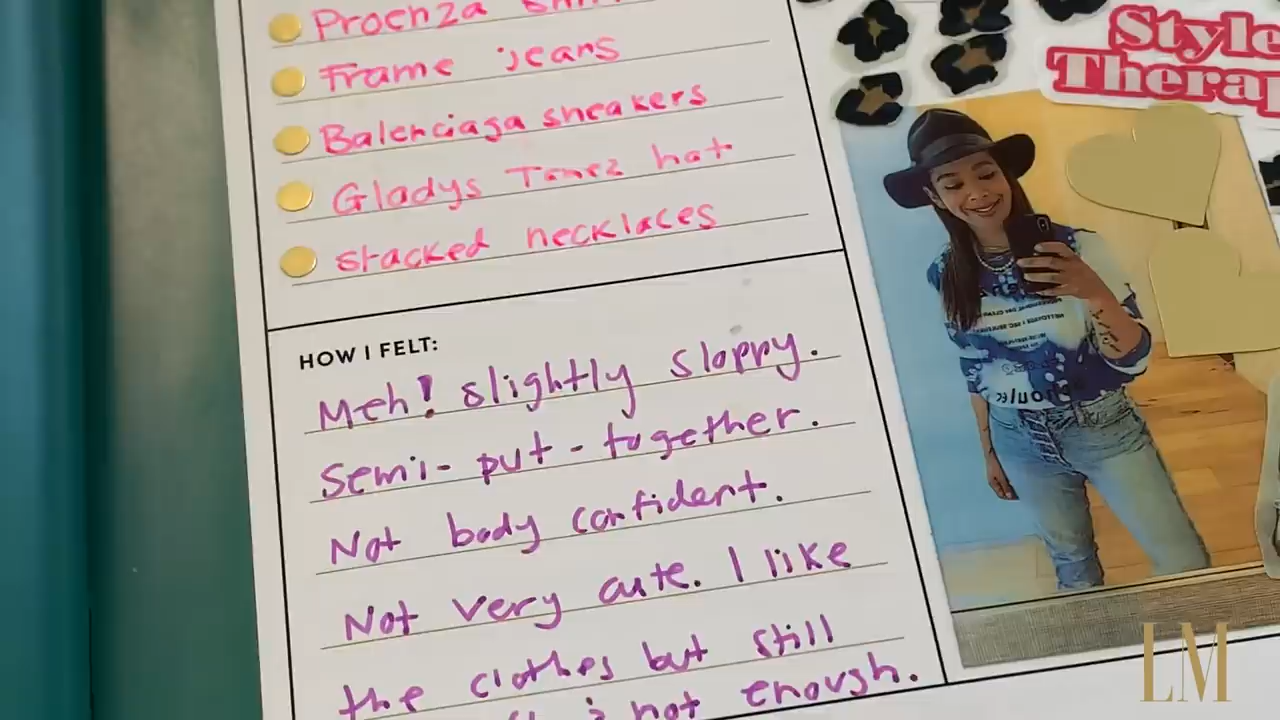 Proenza
Frame jeans
Balenciaga sneakers
Gladys Tamez hat
stacked necklaces
HOW I FELT:
Meh! slightly sloppy.
Semi-put-together.
Not body confident.
Not very cute. I like
the clothes but still
not enough.
Style
LM